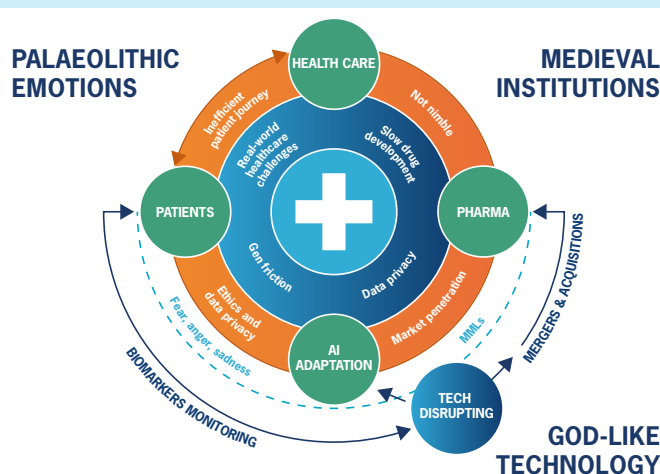 PALAEOLITHIC
EMOTIONS
MEDIEVAL
INSTITUTIONS
HEALTH CARE
Inefficient
patient journey
Not nimble
Real-world
healthcare
challenges
Slow drug
development
PATIENTS
PHARMA
Gen friction
Data privacy
Ethics and
data privacy
Market penetration
Fear, anger, sadness
MMLs
AI
ADAPTATION
BIOMARKERS MONITORING
MERGERS & ACQUISITIONS
TECH
DISRUPTING
GOD-LIKE
TECHNOLOGY